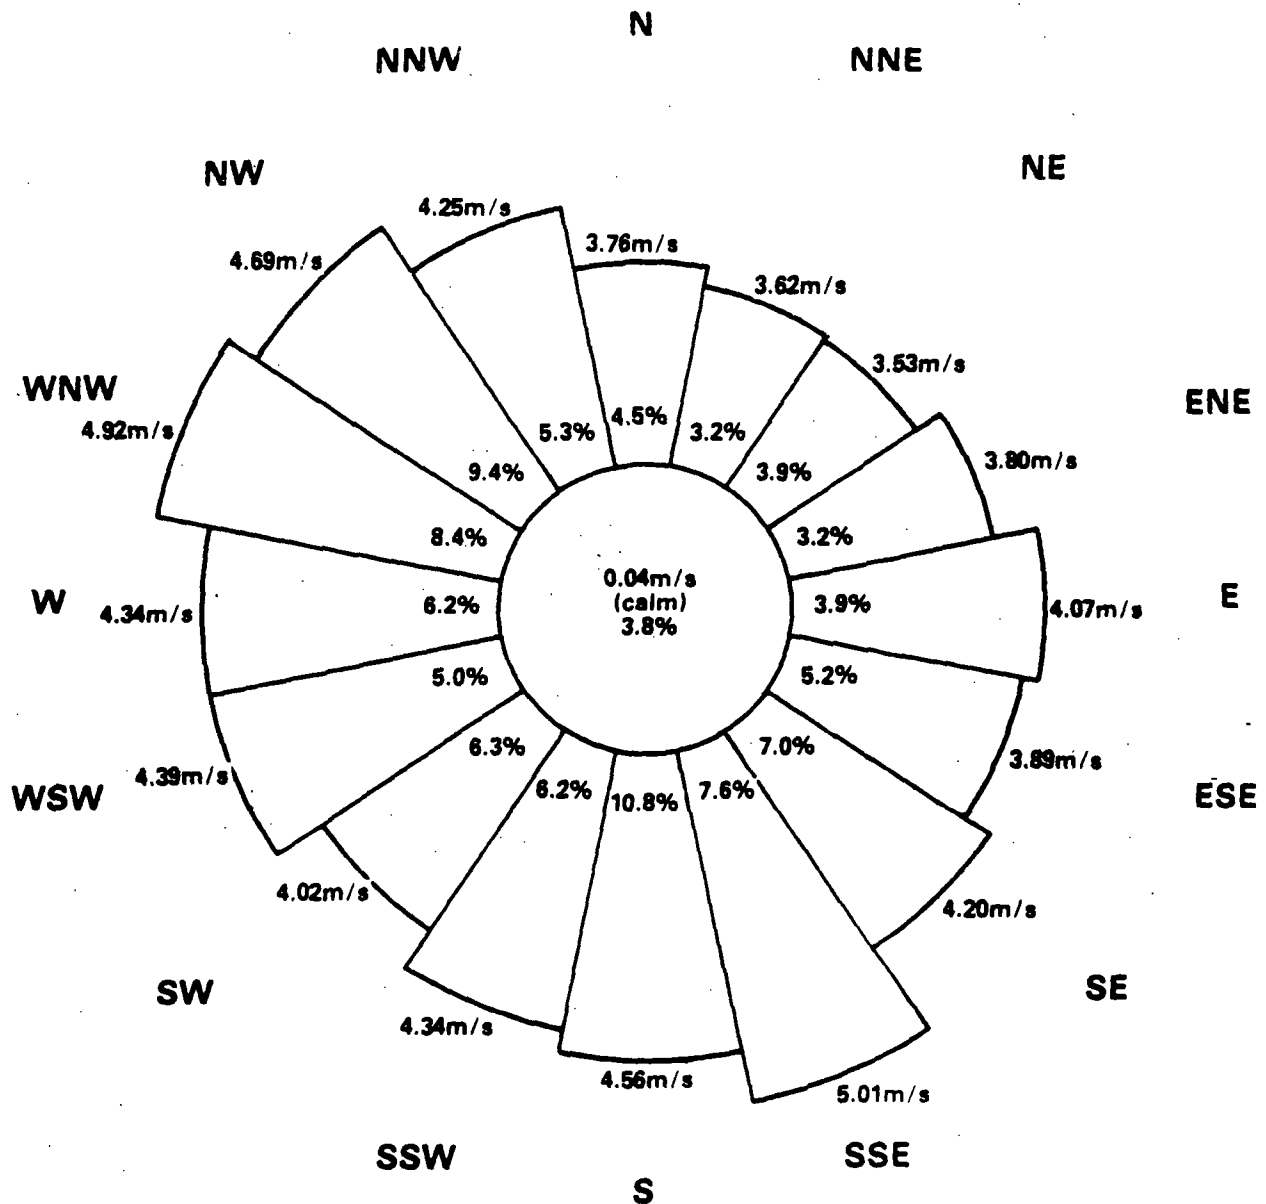 N
NNW
NNE
NW
NE
4.25m/s
3.76m/s
4.69m/s
3.62m/s
3.53m/s
WNW
ENE
4.92m/s
5.3%
4.5%
3.2%
3.80m/s
9.4%
3.9%
8.4%
3.2%
0.04m/s
(calm)
3.8%
W
4.34m/s
6.2%
3.9%
4.07m/s
E
5.0%
5.2%
6.3%
7.0%
4.39m/s
3.89m/s
WSW
6.2%
10.8%
7.6%
ESE
4.02m/s
4.20m/s
SW
SE
4.34m/s
4.56m/s
5.01m/s
SSW
SSE
S